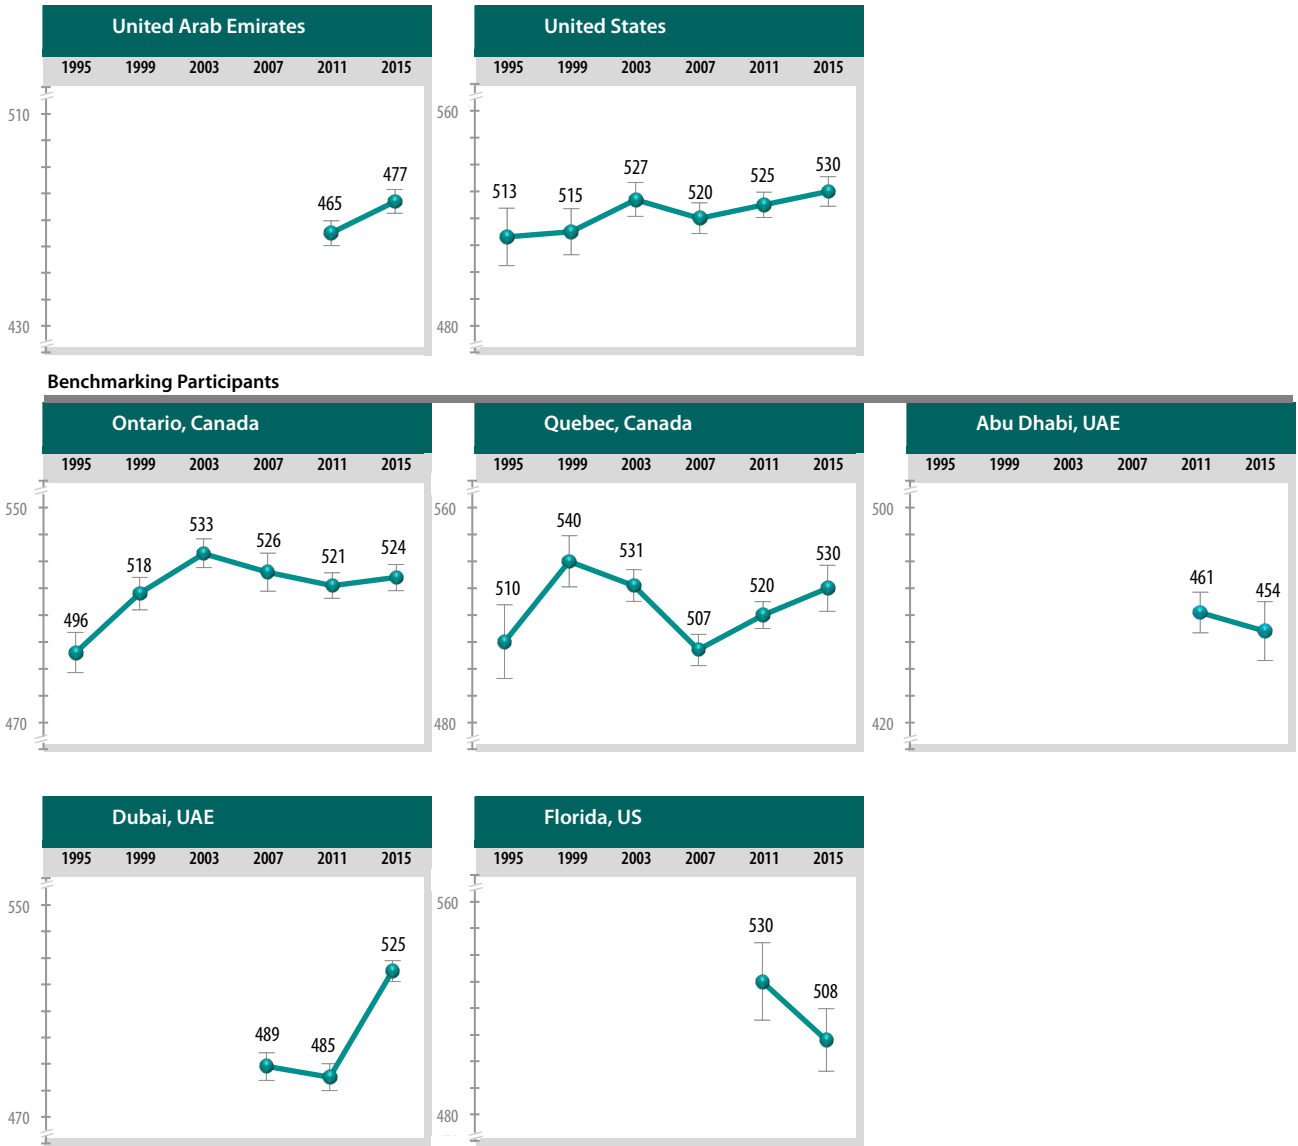 United Arab Emirates
1995 1999 2003 2007 2011 2015
510
477
465
430
United States
1995 1999 2003 2007 2011 2015
560
513
515
527
520
525
530
480
Benchmarking Participants
Ontario, Canada
1995 1999 2003 2007 2011 2015
550
496
518
533
526
521
524
470
Quebec, Canada
1995 1999 2003 2007 2011 2015
560
510
540
531
507
520
530
480
Abu Dhabi, UAE
1995 1999 2003 2007 2011 2015
500
461
454
420
Dubai, UAE
1995 1999 2003 2007 2011 2015
550
489
485
525
470
Florida, US
1995 1999 2003 2007 2011 2015
560
530
508
480